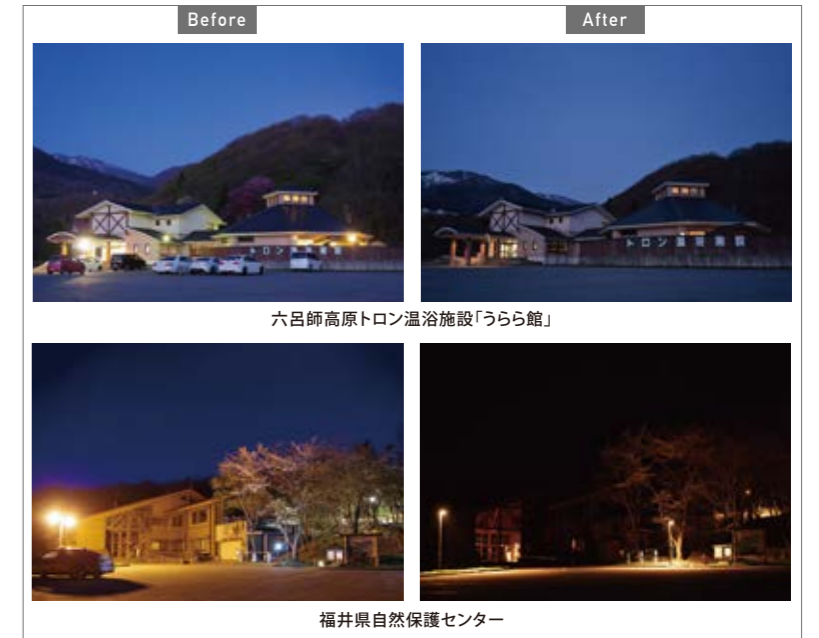 Before
After
トロン温浴施設
六呂師高原トロン温浴施設「うらら館」
福井県自然保護センター